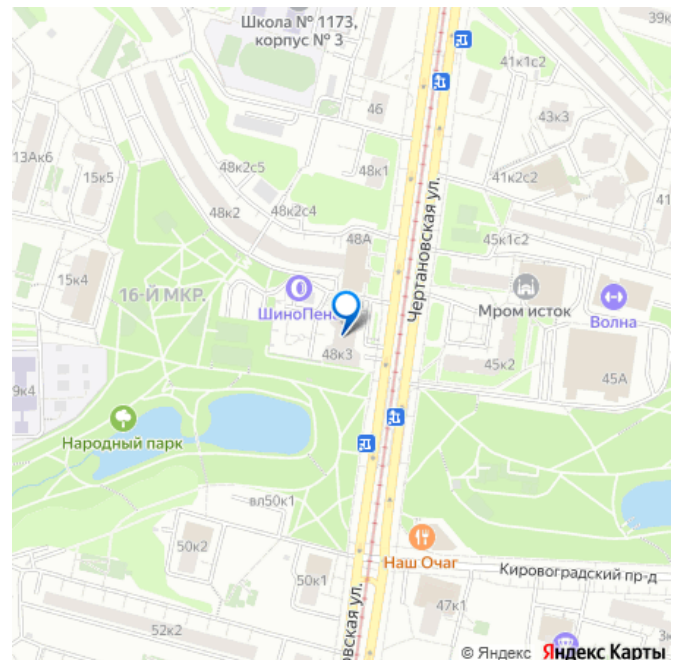 Школа № 1173,
корпус № 3
39к
41к1с2
46
43к3
13Ак6
15к5
48к2с5
48к1
41к2с2
41
48к2
48к2с4
Чертановская ул.
48А
45к1с2
15к4
16-Й МКР.
ШиноПен
Мром исток
Волна
48к3
45к2
45А
9к4
Народный парк
вл50к1
50к2
Наш Очаг
50к1
Кировоградский пр-д
47к1
52к2
овская ул.
3к
© Яндекс Яндекс Карты